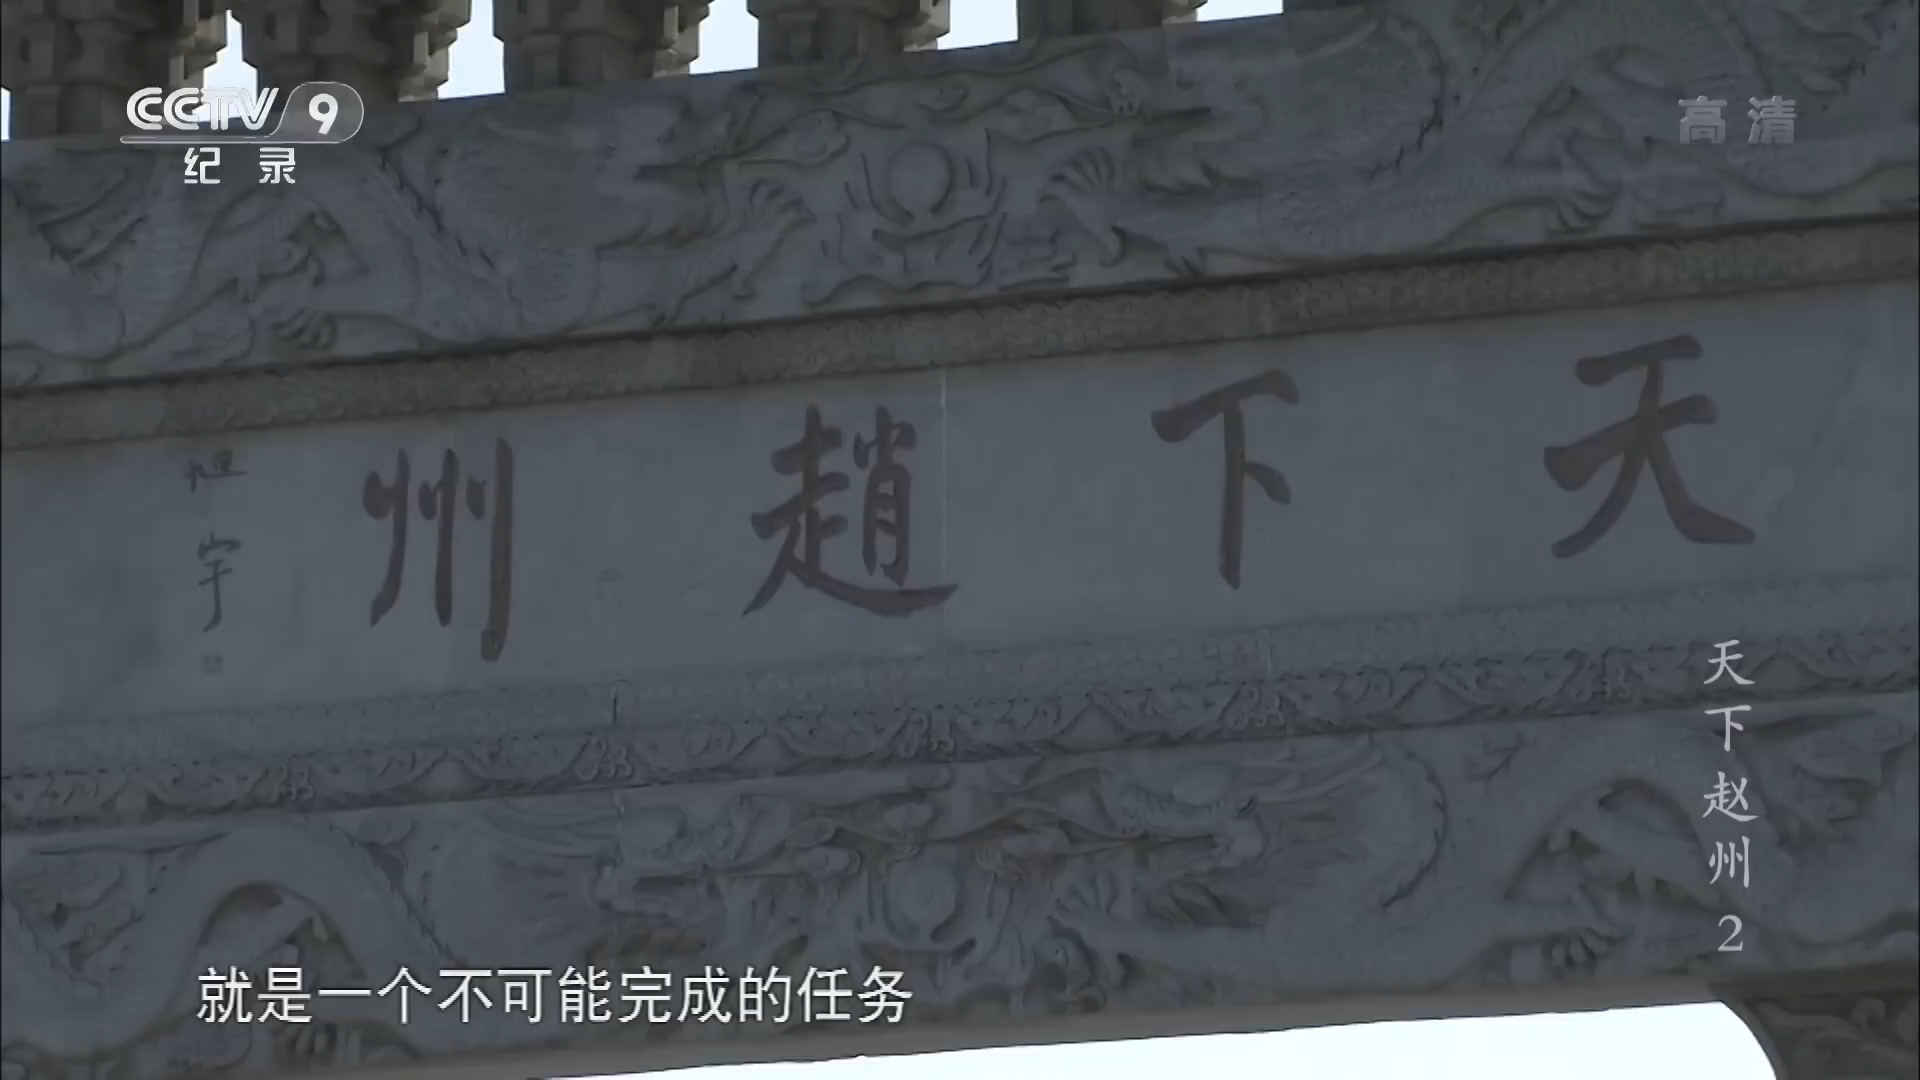 CCTV 9
纪录
高清
天下趙州
旭宇
天下赵州2
就是一个不可能完成的任务